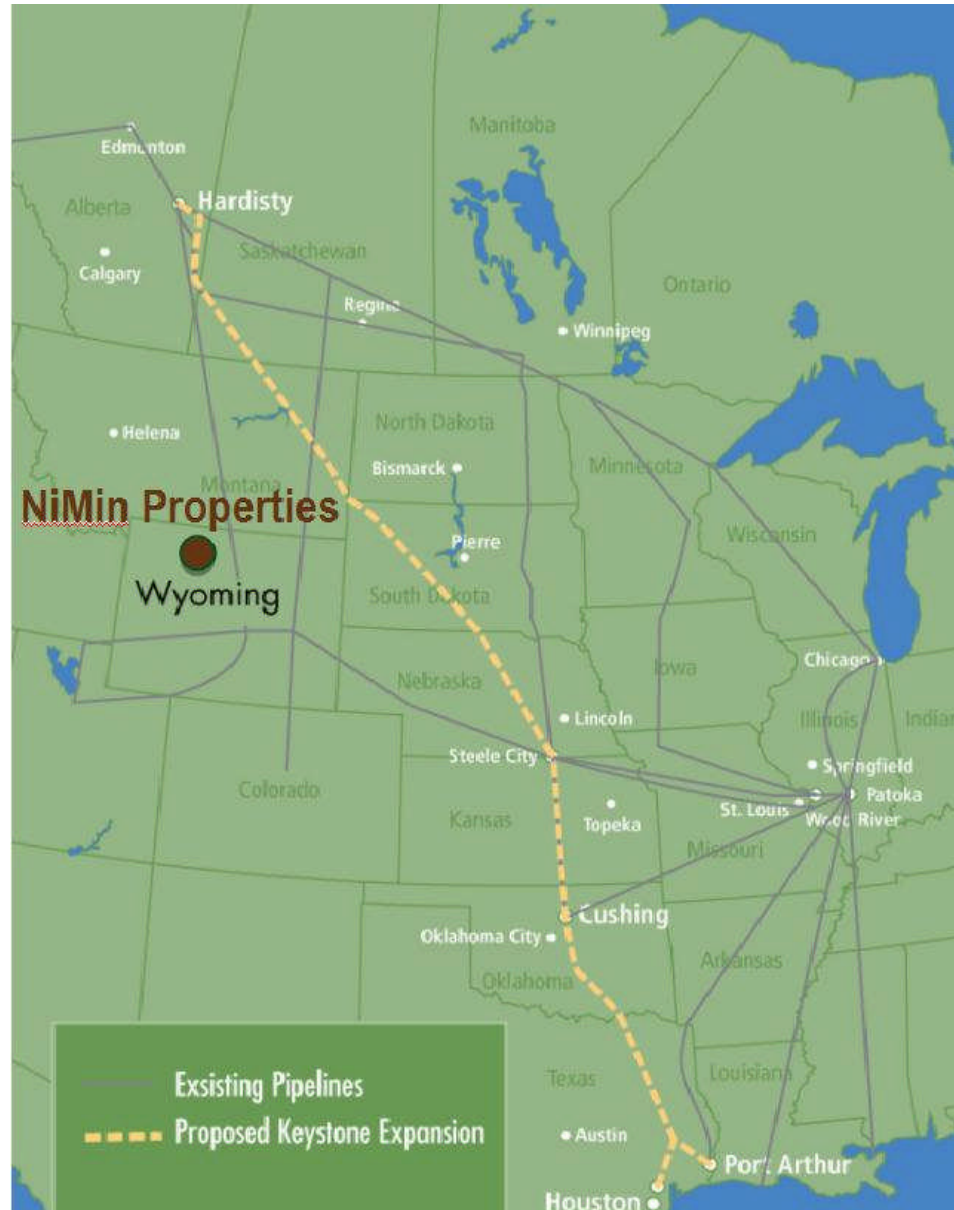 Manitoba
Edmonton
Hardisty
Alberta
Saskatchewan
Calgary
Ontario
Regina
Winnipeg
Helena
North Dakota
Bismarck
Minnesota
Montana
NiMin Properties
Wisconsin
Pierre
Wyoming
South Dakota
Chicago
Iowa
Nebraska
Lincoln
Illinois
Indian
Steele City
Springfield
Colorado
Patoka
St. Louis
Wood River
Kansas
Topeka
Missouri
Cushing
Oklahoma City
Arkansas
Oklahoma
Texas
Louisiana
Exsisting Pipelines
Proposed Keystone Expansion
Austin
Port Arthur
Houston